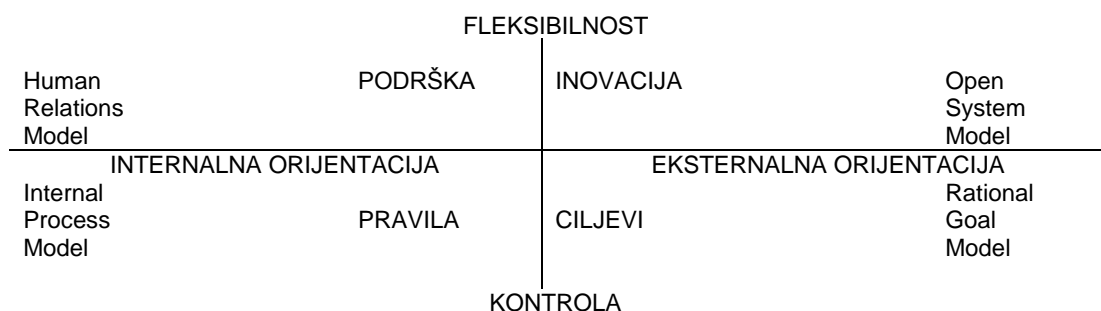 FLEKSIBILNOST
Human PODRŠKA INOVACIJA Open
Relations System
Model Model
INTERNALNA ORIJENTACIJA EKSTERNALNA ORIJENTACIJA
Internal Rational
Process PRAVILA CILJEVI Goal
Model Model
KONTROLA